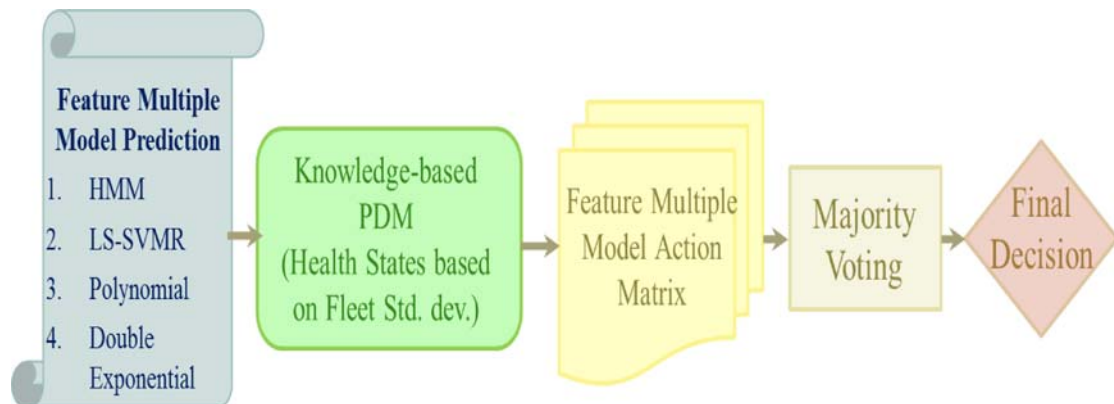 Feature Multiple
Model Prediction
1. HMM
2. LS-SVMR
3. Polynomial
4. Double
Exponential
Knowledge-based
PDM
(Health States based
on Fleet Std. dev.)
Feature Multiple
Model Action
Matrix
Majority
Voting
Final
Decision